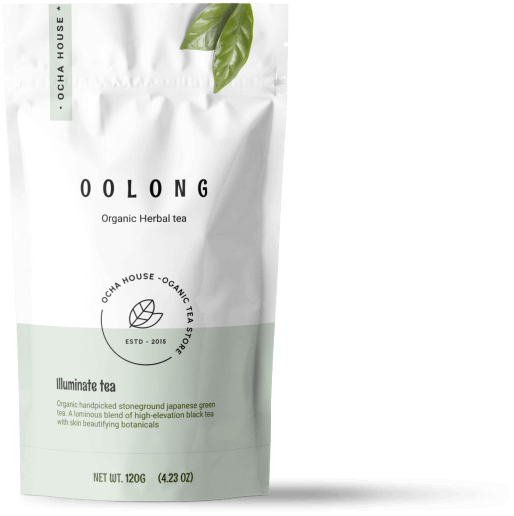 · OCHA HOUSE *
OOLONG
Organic Herbal tea
OCHA HOUSE -OGANIC TEA STORE
ESTD - 2015
Illuminate tea
Organic handpicked stoneground japanese green
tea. A luminous blend of high-elevation black tea
with skin beautifying botanicals
NET WT. 120G (4.23 OZ)